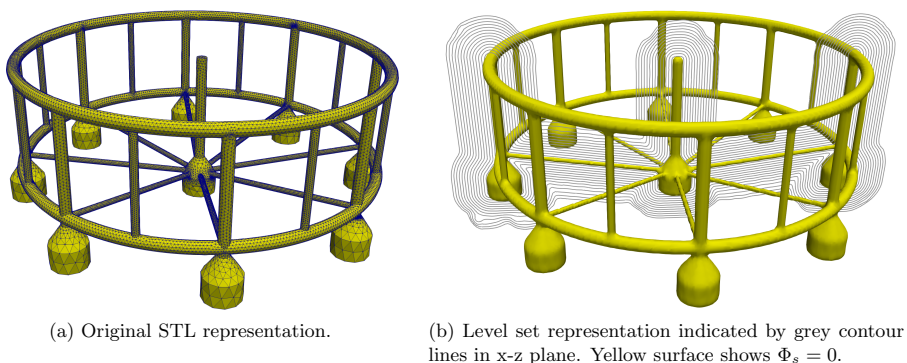 (a) Original STL representation.
(b) Level set representation indicated by grey contour
lines in x-z plane. Yellow surface shows Φₛ = 0.